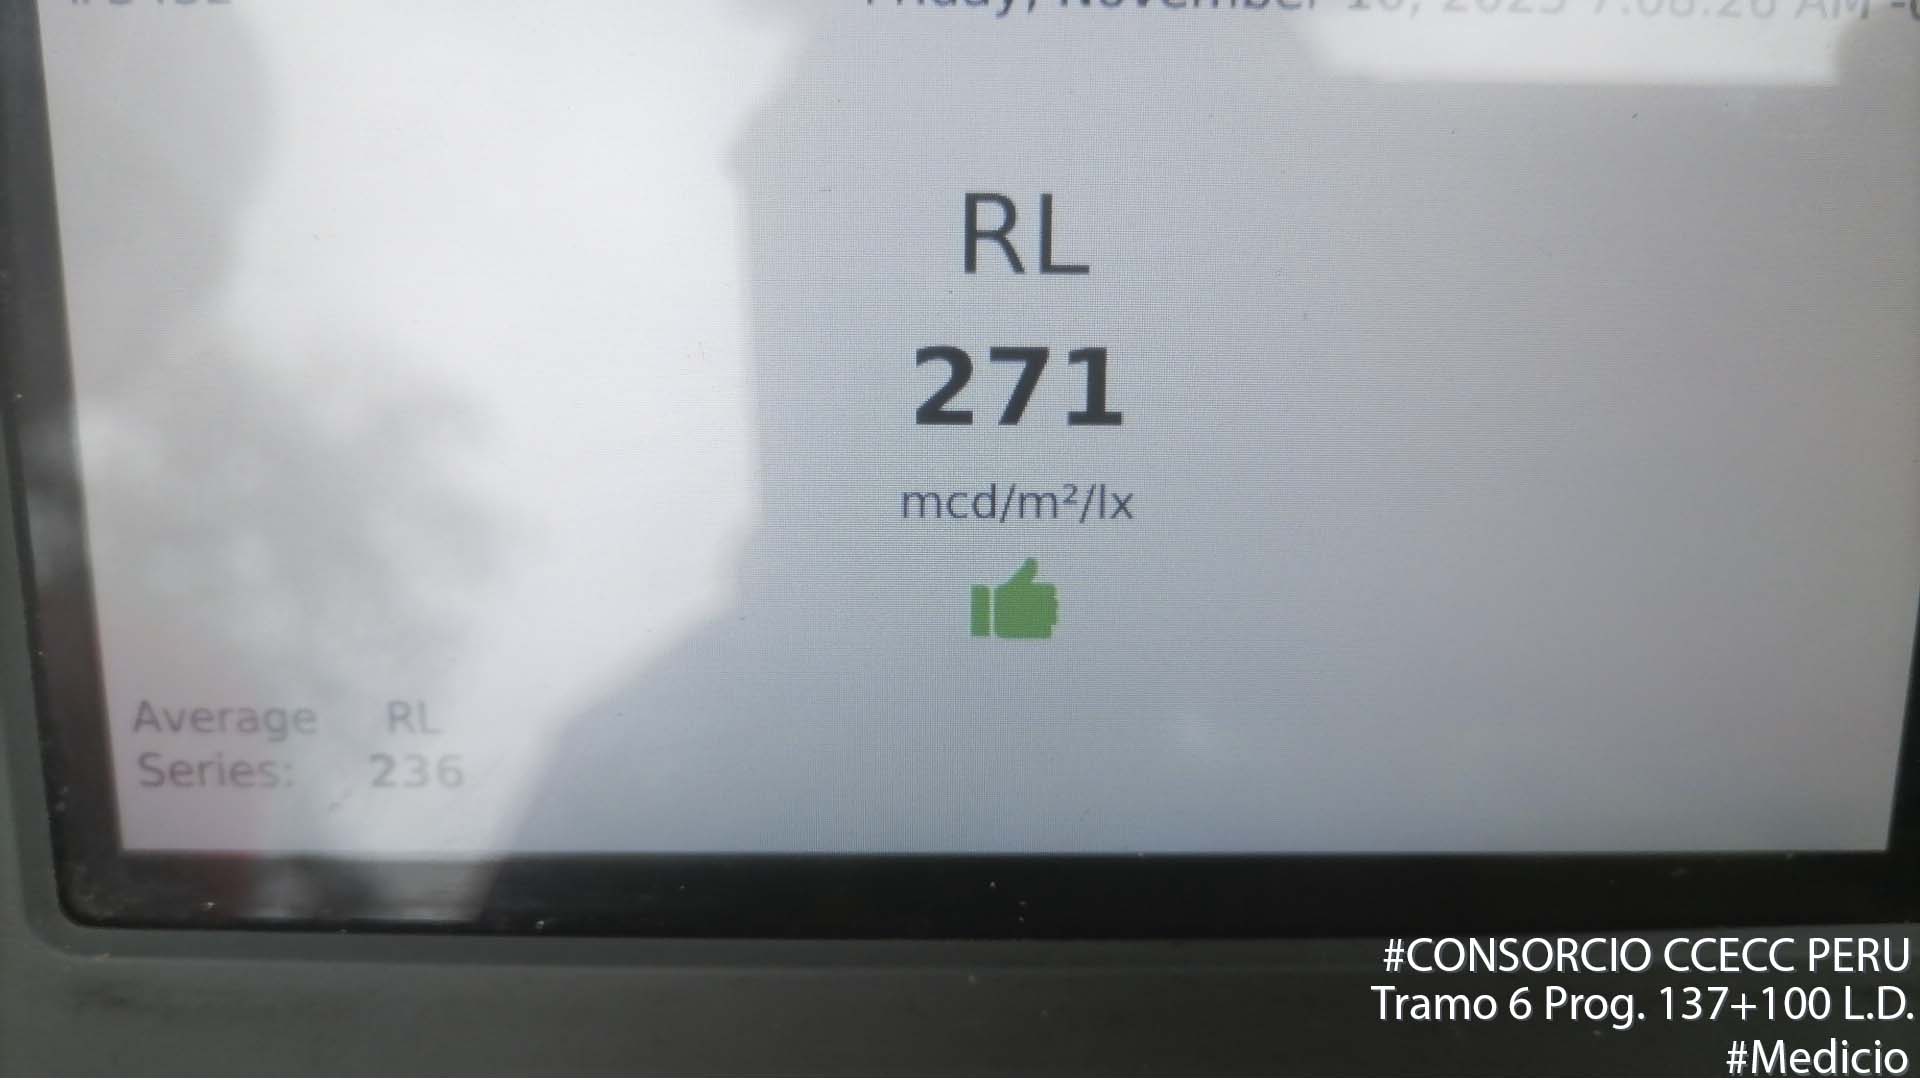 RL
271
mcd/m²/lx
Average RL
Series: 236
#CONSORCIO CCECC PERU
Tramo 6 Prog. 137+100 L.D.
#Medicio